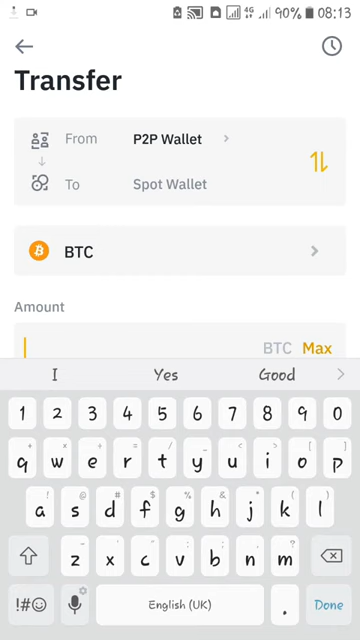 4G 90% 08:13
Transfer
From P2P Wallet
To Spot Wallet
BTC
Amount
BTC Max
I Yes Good
1 2 3 4 5 6 7 8 9 0
+ × ÷ = / _ < > [ ]
q w e r t y u i o p
! @ # $ % & * ( )
a s d f g h j k l
- ' " : ; , ?
z x c v b n m
!#☺ English (UK) . Done